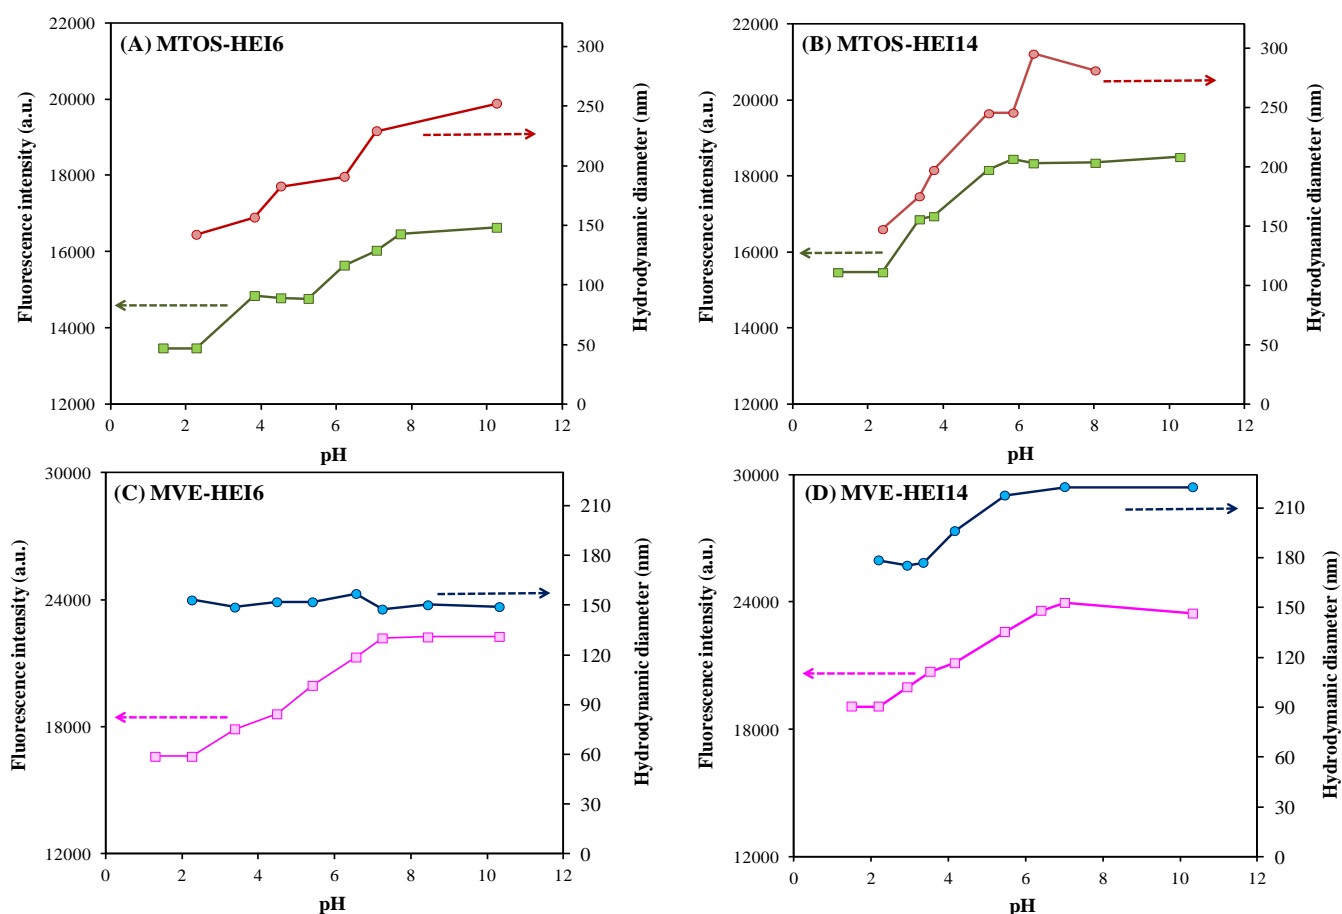 (A) MTOS-HEI6
Fluorescence intensity (a.u.)
22000
20000
18000
16000
14000
12000
Hydrodynamic diameter (nm)
300
250
200
150
100
50
0
0 2 4 6 8 10 12
pH
(B) MTOS-HEI14
Fluorescence intensity (a.u.)
22000
20000
18000
16000
14000
12000
Hydrodynamic diameter (nm)
300
250
200
150
100
50
0
0 2 4 6 8 10 12
pH
(C) MVE-HEI6
Fluorescence intensity (a.u.)
30000
24000
18000
12000
Hydrodynamic diameter (nm)
210
180
150
120
90
60
30
0
0 2 4 6 8 10 12
pH
(D) MVE-HEI14
Fluorescence intensity (a.u.)
30000
24000
18000
12000
Hydrodymanic diameter (nm)
210
180
150
120
90
60
30
0
0 2 4 6 8 10 12
pH